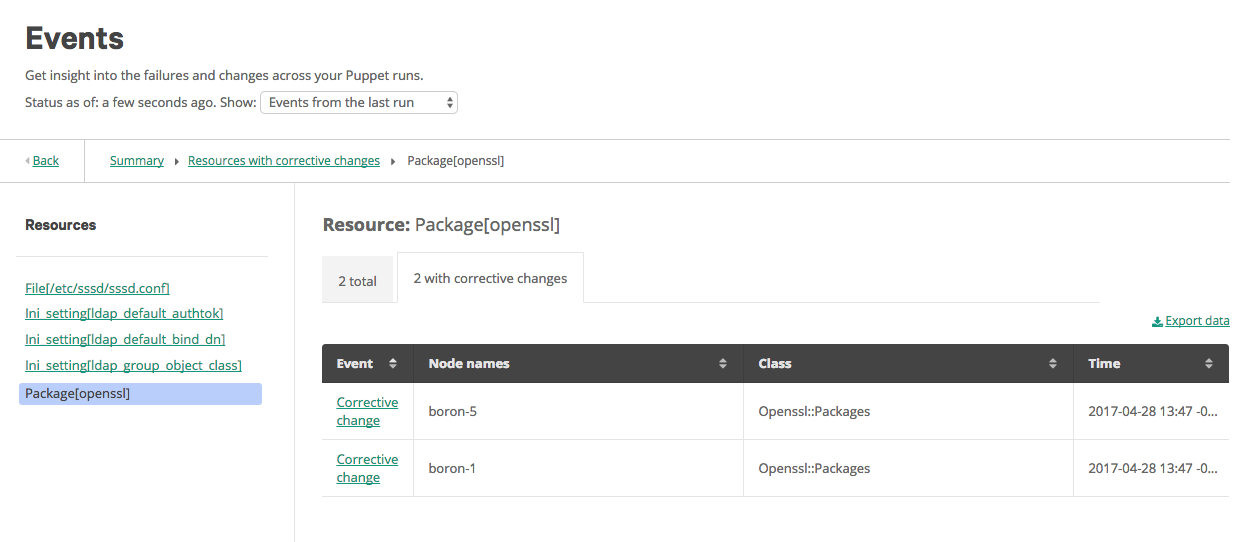 Events
Get insight into the failures and changes across your Puppet runs.
Status as of: a few seconds ago. Show: Events from the last run
Back Summary Resources with corrective changes Package[openssl]
Resources
File[/etc/sssd/sssd.conf]
Ini_setting[ldap_default_authtok]
Ini_setting[ldap_default_bind_dn]
Ini_setting[ldap_group_object_class]
Package[openssl]
Resource: Package[openssl]
2 total 2 with corrective changes
Export data
Event Node names Class Time
Corrective change boron-5 Openssl::Packages 2017-04-28 13:47 -0...
Corrective change boron-1 Openssl::Packages 2017-04-28 13:47 -0...